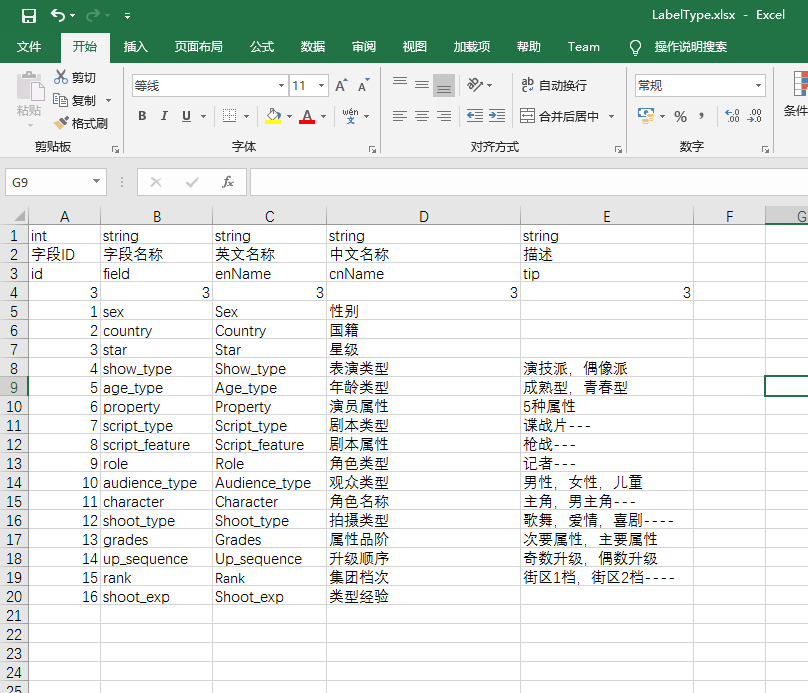 LabelType.xlsx - Excel
文件 开始 插入 页面布局 公式 数据 审阅 视图 加载项 帮助 Team 操作说明搜索
粘贴
剪切
复制
格式刷
剪贴板
等线 11 A A
B I U A wén 文
字体
ab 自动换行
合并后居中
对齐方式
常规
% , .00 .00
数字
条件
G9 fx
A B C D E F G
1 int string string string string
2 字段ID 字段名称 英文名称 中文名称 描述
3 id field enName cnName tip
4 3 3 3 3 3
5 1 sex Sex 性别
6 2 country Country 国籍
7 3 star Star 星级
8 4 show_type Show_type 表演类型 演技派，偶像派
9 5 age_type Age_type 年龄类型 成熟型，青春型
10 6 property Property 演员属性 5种属性
11 7 script_type Script_type 剧本类型 谍战片---
12 8 script_feature Script_feature 剧本属性 枪战---
13 9 role Role 角色类型 记者---
14 10 audience_type Audience_type 观众类型 男性，女性，儿童
15 11 character Character 角色名称 主角，男主角---
16 12 shoot_type Shoot_type 拍摄类型 歌舞，爱情，喜剧----
17 13 grades Grades 属性品阶 次要属性，主要属性
18 14 up_sequence Up_sequence 升级顺序 奇数升级，偶数升级
19 15 rank Rank 集团档次 街区1档，街区2档----
20 16 shoot_exp Shoot_exp 类型经验
21
22
23
24
25